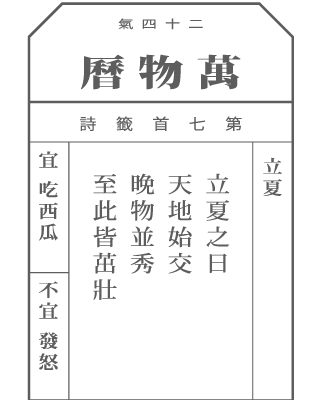 二十四氣
萬物曆
第七首籤詩
立夏
立夏之日
天地始交
晚物並秀
至此皆茁壯
宜 吃西瓜
不宜 發怒